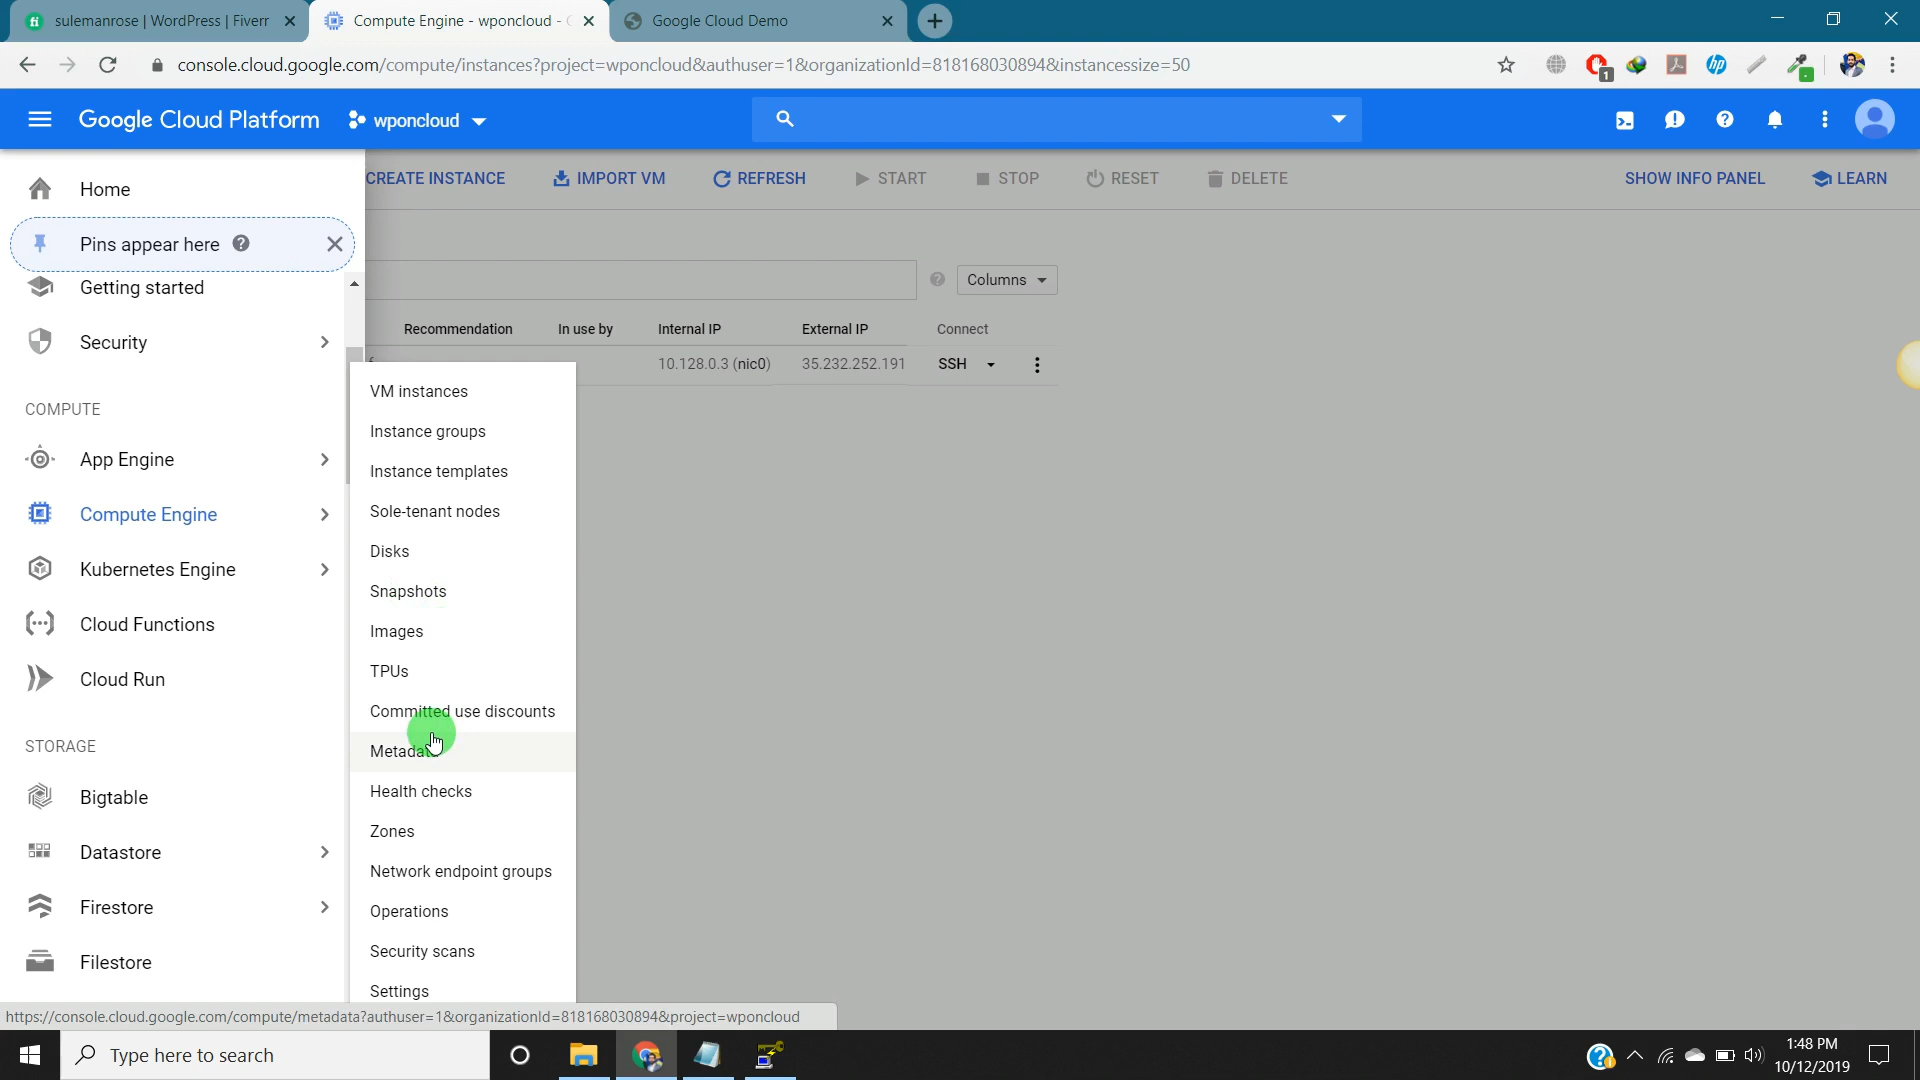 sulemanrose | WordPress | Fiverr
Compute Engine - wponcloud -
Google Cloud Demo
console.cloud.google.com/compute/instances?project=wponcloud&authuser=1&organizationId=818168030894&instancessize=50
1
Google Cloud Platform
wponcloud
Home
CREATE INSTANCE
IMPORT VM
REFRESH
START
STOP
RESET
DELETE
SHOW INFO PANEL
LEARN
Pins appear here
Getting started
Columns
Security
Recommendation
In use by
Internal IP
External IP
Connect
10.128.0.3 (nic0)
35.232.252.191
SSH
COMPUTE
App Engine
Compute Engine
Kubernetes Engine
Cloud Functions
Cloud Run
STORAGE
Bigtable
Datastore
Firestore
Filestore
VM instances
Instance groups
Instance templates
Sole-tenant nodes
Disks
Snapshots
Images
TPUs
Committed use discounts
Metadata
Health checks
Zones
Network endpoint groups
Operations
Security scans
Settings
https://console.cloud.google.com/compute/metadata?authuser=1&organizationId=818168030894&project=wponcloud
Type here to search
1:48 PM
10/12/2019